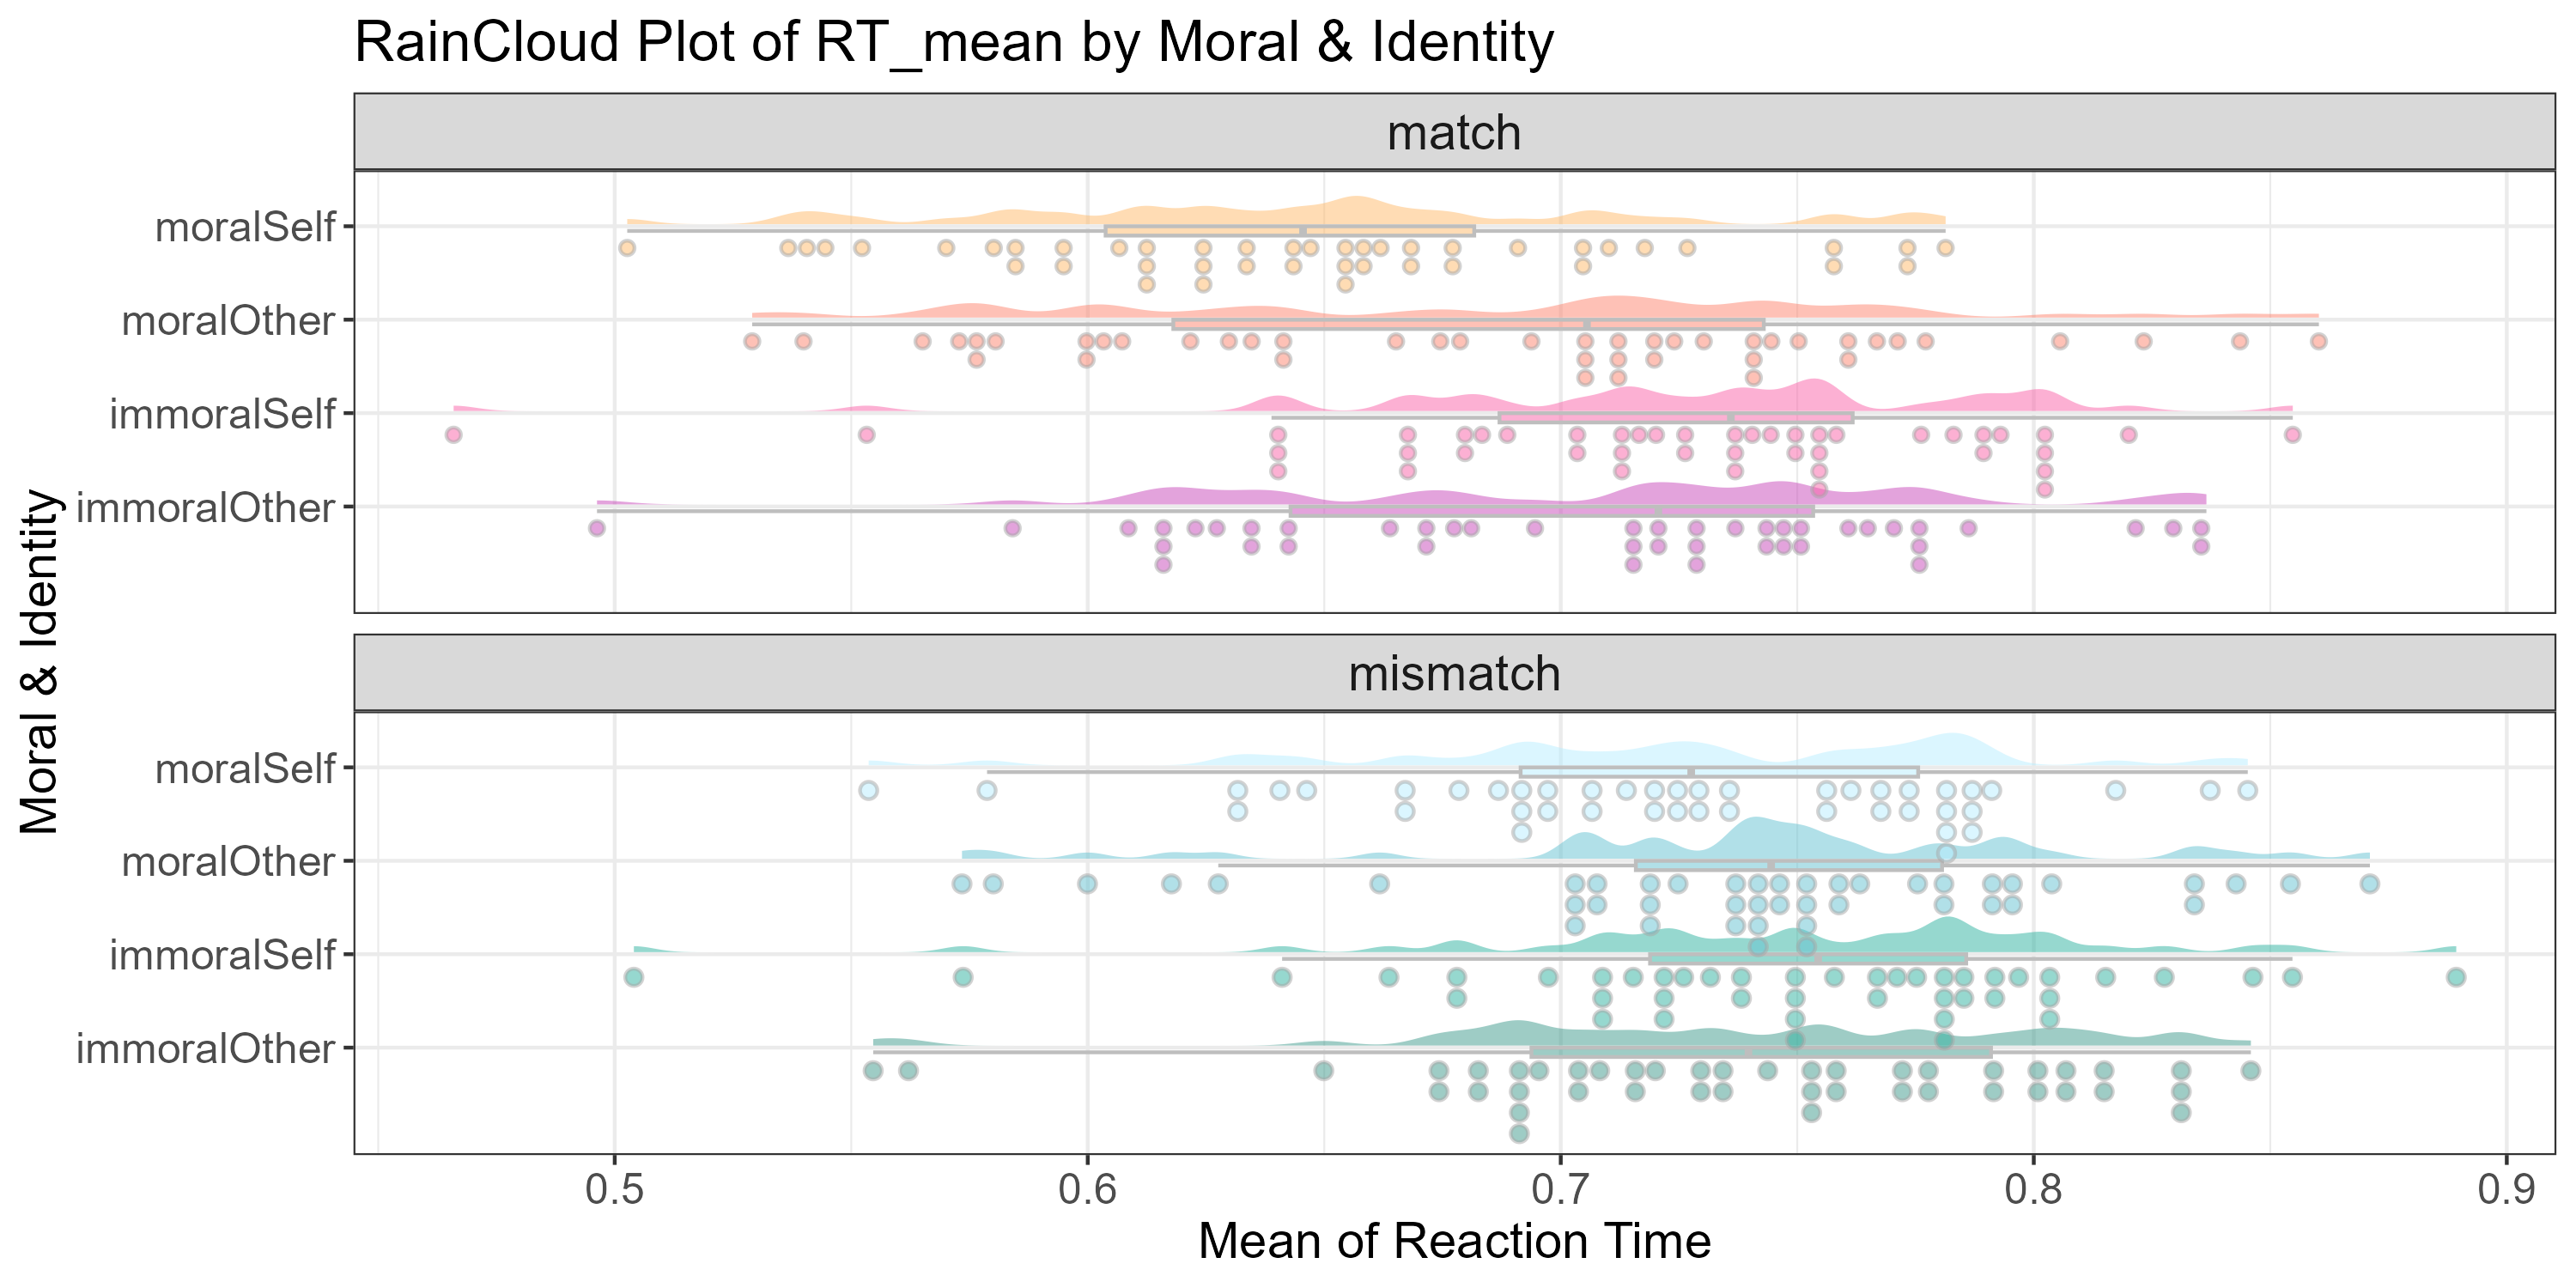 RainCloud Plot of RT_mean by Moral & Identity
match
moralSelf
moralOther
immoralSelf
immoralOther
Moral & Identity
mismatch
moralSelf
moralOther
immoralSelf
immoralOther
0.5 0.6 0.7 0.8 0.9
Mean of Reaction Time